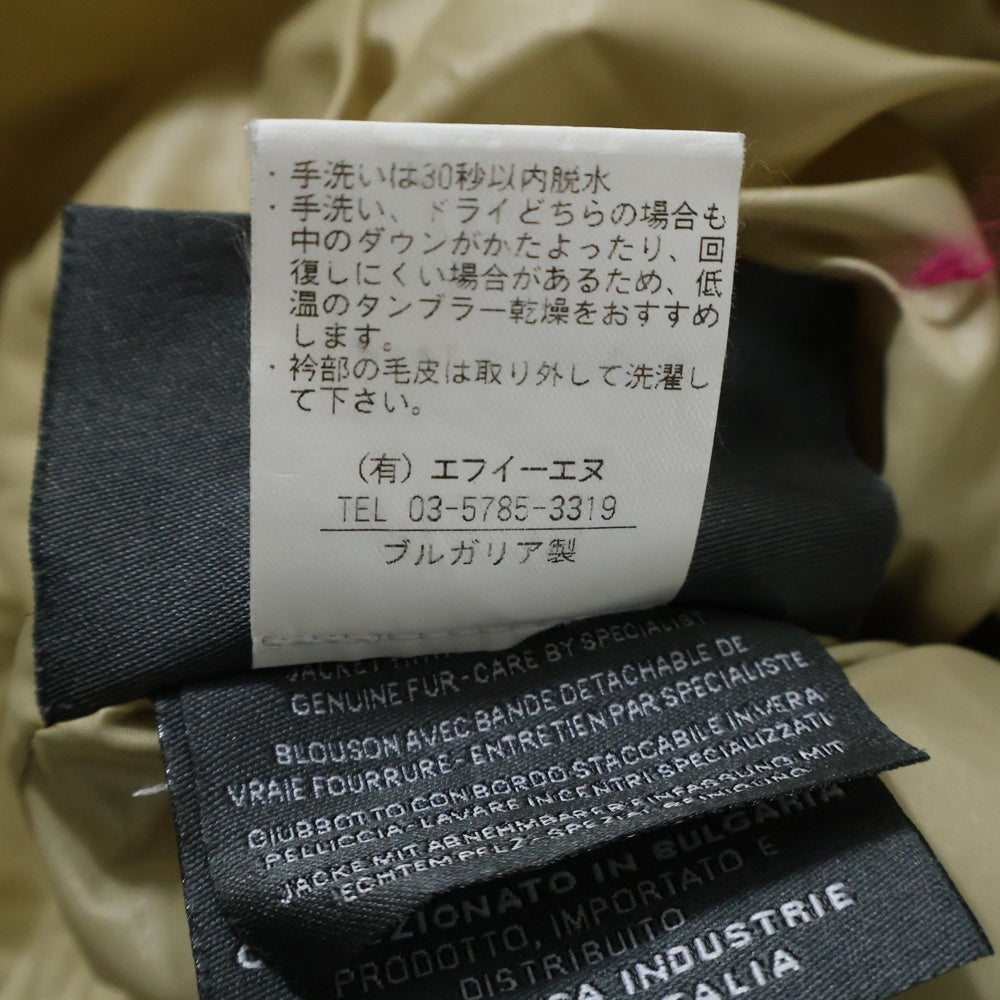 ・手洗いは30秒以内脱水
・手洗い、ドライどちらの場合も
中のダウンがかたよったり、回
復しにくい場合があるため、低
温のタンブラー乾燥をおすすめ
します。
・衿部の毛皮は取り外して洗濯し
て下さい。
(有) エフイーエヌ
TEL 03-5785-3319
ブルガリア製
JACKET
GENUINE FUR - CARE BY SPECIALIST
BLOUSON AVEC BANDE DETACHABLE DE
VRAIE FOURRURE - ENTRETIEN PAR SPECIALISTE
GIUBBOTTO CON BORDO STACCABILE IN VERA
PELLICCIA - LAVARE IN CENTRI SPECIALIZZATI
JACKE MIT ABNEHMBARER EINFASSUNG MIT
ECHTEM PELZ - SPEZIALREINIGUNG
IN BULGARIA
PRODOTTO, IMPORTATO E
DISTRIBUITO
INDUSTRIE